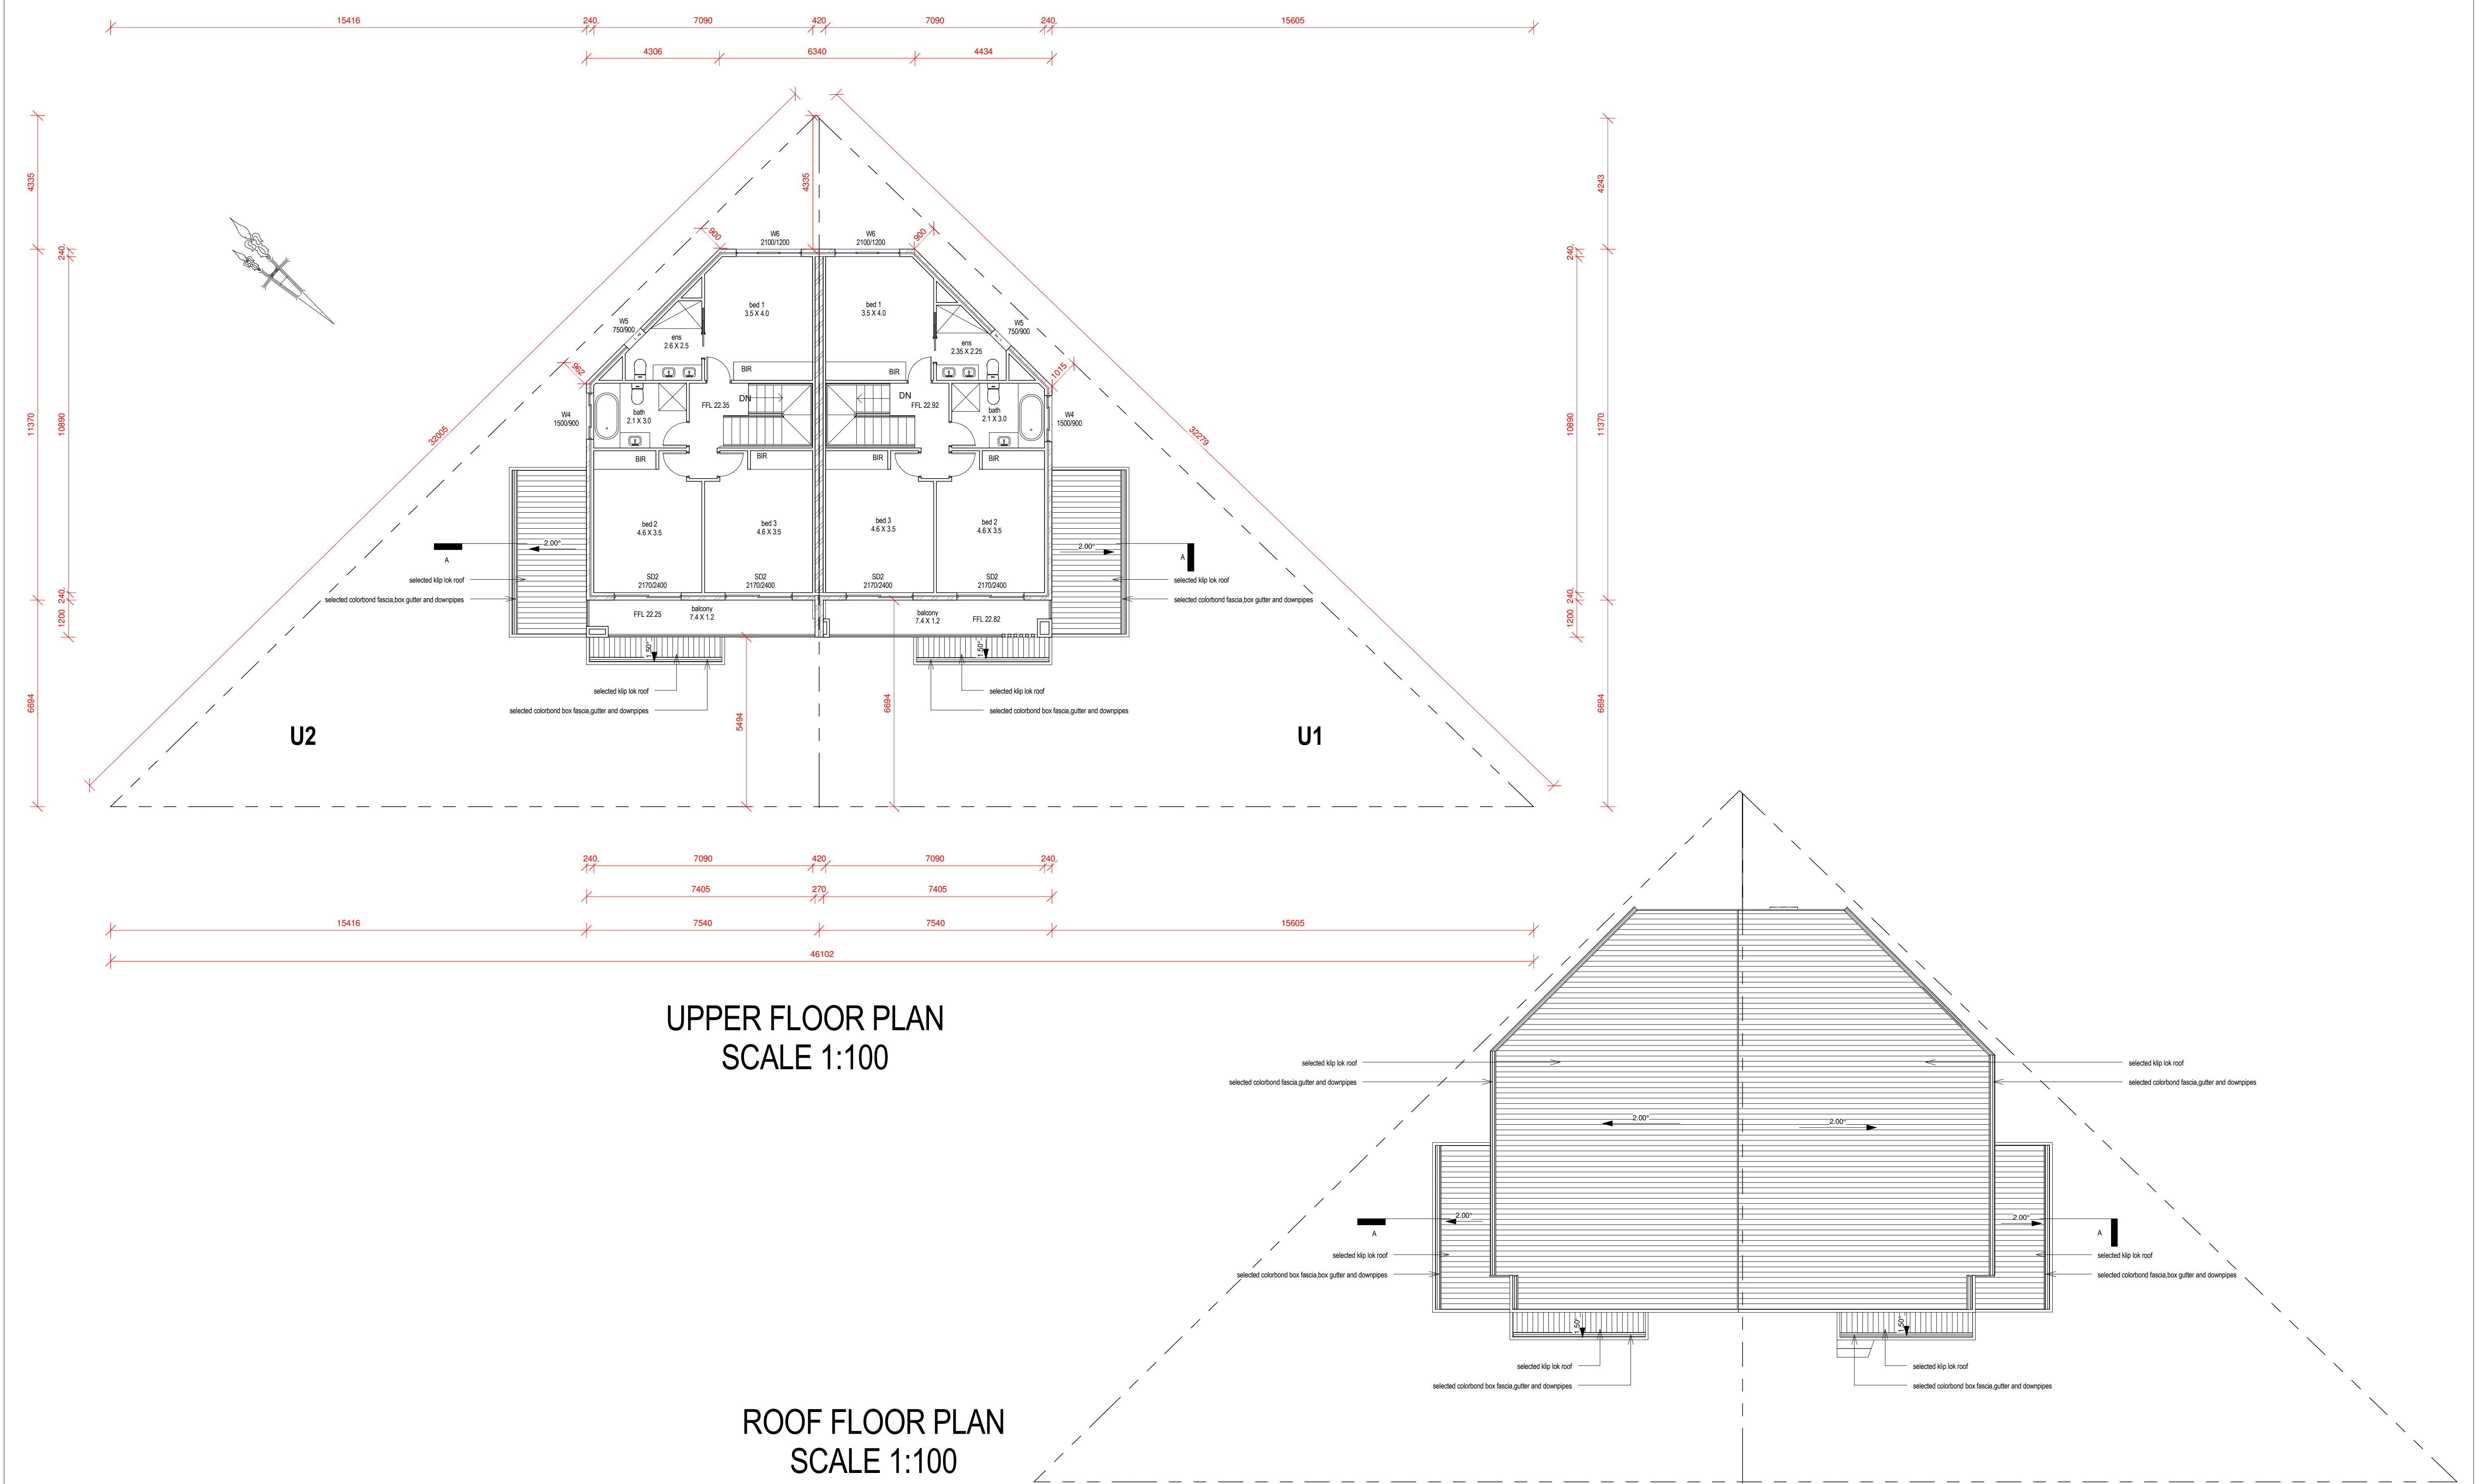 15416 240 7090 420 7090 240 15605
4306 6340 4434
4335
4335
4243
900
W6
2100/1200
W6
2100/1200
900
240
240
bed 1
3.5 X 4.0
bed 1
3.5 X 4.0
W5
750/900
W5
750/900
ens
2.6 X 2.5
ens
2.35 X 2.25
962
1015
BIR
BIR
DN
DN
FFL 22.35
FFL 22.92
bath
2.1 X 3.0
bath
2.1 X 3.0
W4
1500/900
W4
1500/900
11370
10890
10890
11370
32005
32279
BIR
BIR
BIR
BIR
bed 2
4.6 X 3.5
bed 3
4.6 X 3.5
bed 3
4.6 X 3.5
bed 2
4.6 X 3.5
2.00°
2.00°
A
A
selected klip lok roof
selected klip lok roof
SD2
2170/2400
SD2
2170/2400
SD2
2170/2400
SD2
2170/2400
selected colorbond fascia,box gutter and downpipes
selected colorbond fascia,box gutter and downpipes
240
1200
240
1200
FFL 22.25
balcony
7.4 X 1.2
balcony
7.4 X 1.2
FFL 22.82
1.50°
1.50°
selected klip lok roof
selected klip lok roof
selected colorbond box fascia,gutter and downpipes
selected colorbond box fascia,gutter and downpipes
6694
5494
6694
6694
U2
U1
240 7090 420 7090 240
7405 270 7405
15416 7540 7540 15605
46102
UPPER FLOOR PLAN
SCALE 1:100
selected klip lok roof
selected klip lok roof
selected colorbond fascia,gutter and downpipes
selected colorbond fascia,gutter and downpipes
2.00°
2.00°
2.00°
2.00°
A
A
selected klip lok roof
selected klip lok roof
selected colorbond box fascia,box gutter and downpipes
selected colorbond fascia,box gutter and downpipes
1.50°
1.50°
selected klip lok roof
selected klip lok roof
selected colorbond box fascia,gutter and downpipes
selected colorbond box fascia,gutter and downpipes
ROOF FLOOR PLAN
SCALE 1:100